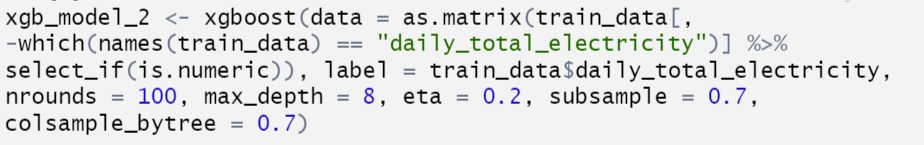 xgb_model_2 <- xgboost(data = as.matrix(train_data[,
-which(names(train_data) == "daily_total_electricity")] %>%
select_if(is.numeric)), label = train_data$daily_total_electricity,
nrounds = 100, max_depth = 8, eta = 0.2, subsample = 0.7,
colsample_bytree = 0.7)